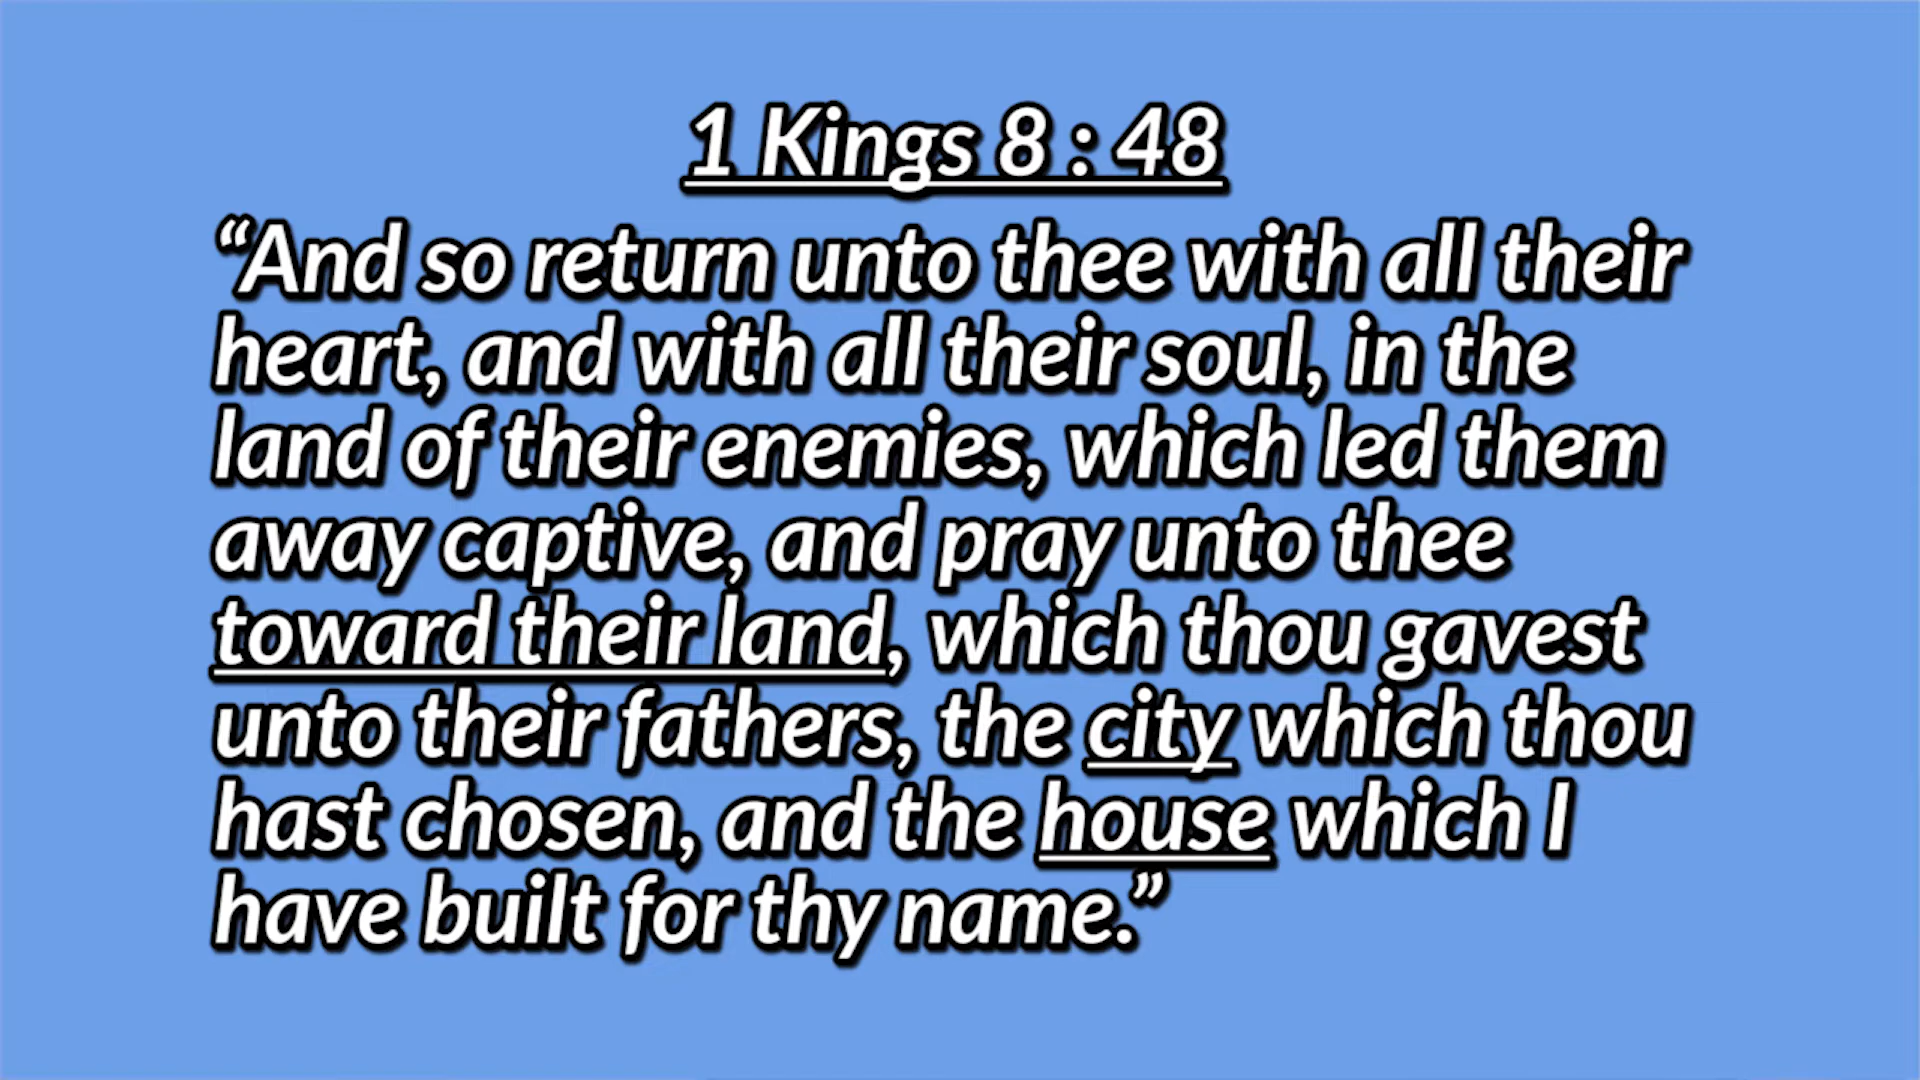 1 Kings 8 : 48
“And so return unto thee with all their
heart, and with all their soul, in the
land of their enemies, which led them
away captive, and pray unto thee
toward their land, which thou gavest
unto their fathers, the city which thou
hast chosen, and the house which I
have built for thy name.”